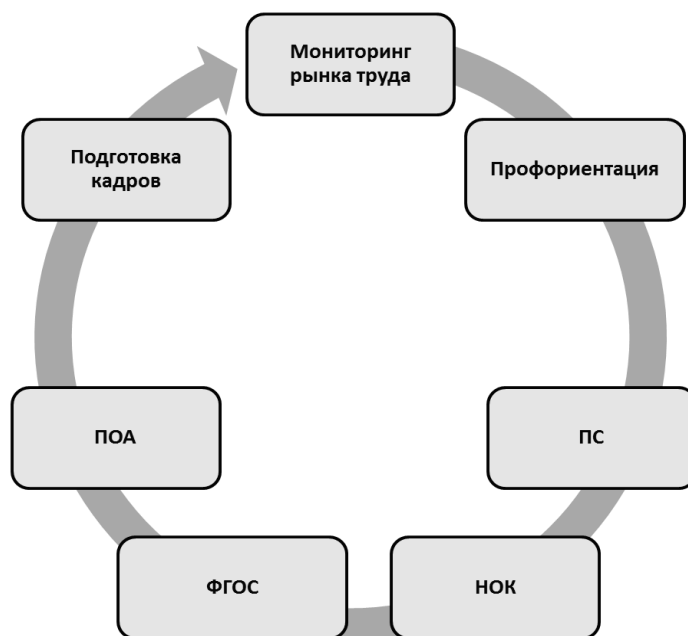 Мониторинг
рынка труда
Профориентация
ПС
НОК
ФГОС
ПОА
Подготовка
кадров